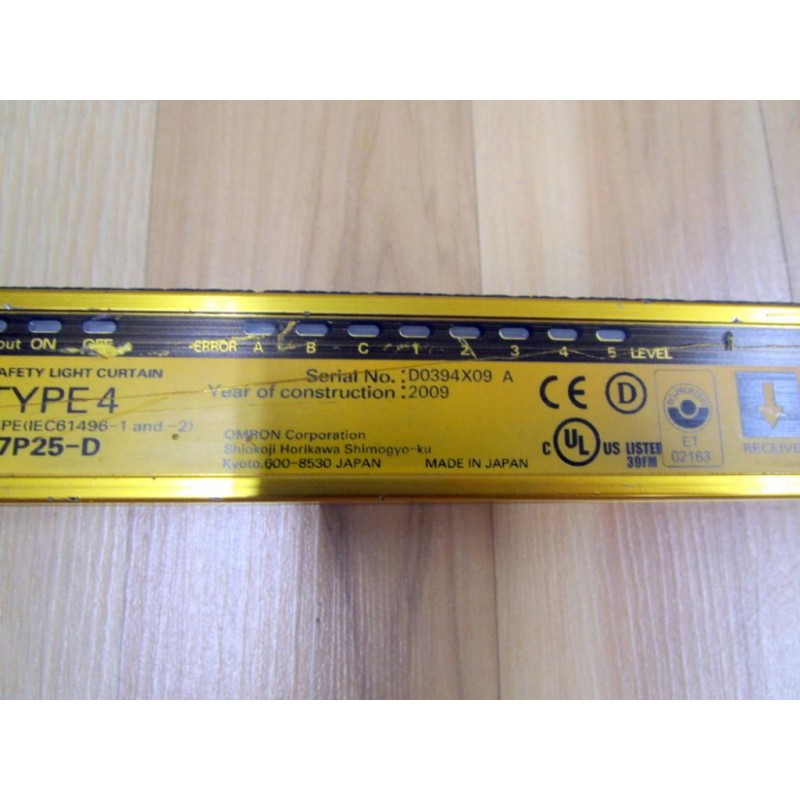 out ON OFF ERROR A B C 1 2 3 4 5 LEVEL
AFETY LIGHT CURTAIN
TYPE 4
PE(IEC61496-1 and -2)
7P25-D
Serial No. : D0394X09 A
Year of construction : 2009
OMRON Corporation
Shiokoji Horikawa Shimogyo-ku
Kyoto.600-8530 JAPAN MADE IN JAPAN
CE D
C UL US LISTED
39FM
ET
02163
RECEIVE